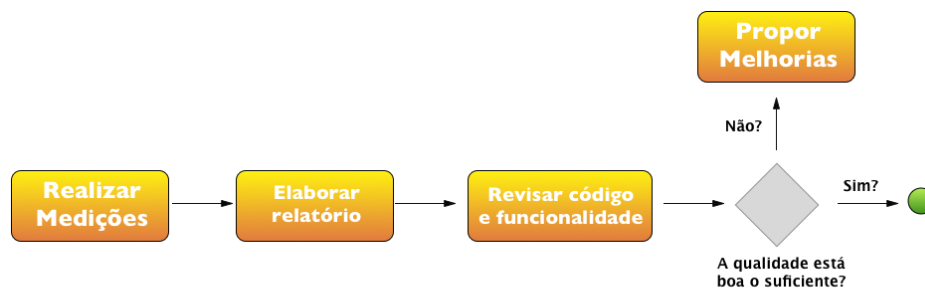 Propor
Melhorias
Não?
Realizar
Medições
Elaborar
relatório
Revisar código
e funcionalidade
Sim?
A qualidade está
boa o suficiente?